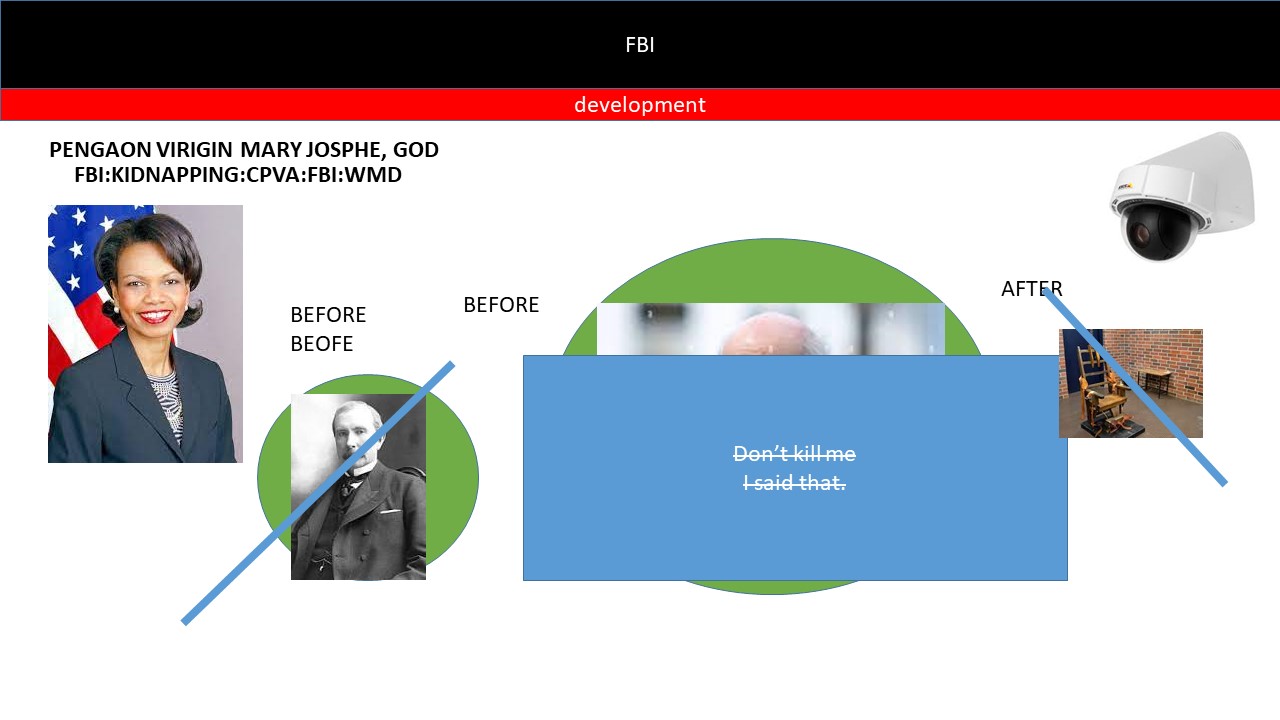 FBI
development
PENGAON VIRIGIN MARY JOSPHE, GOD
FBI:KIDNAPPING:CPVA:FBI:WMD
BEFORE
BEOFE
BEFORE
AFTER
Don’t kill me
I said that.